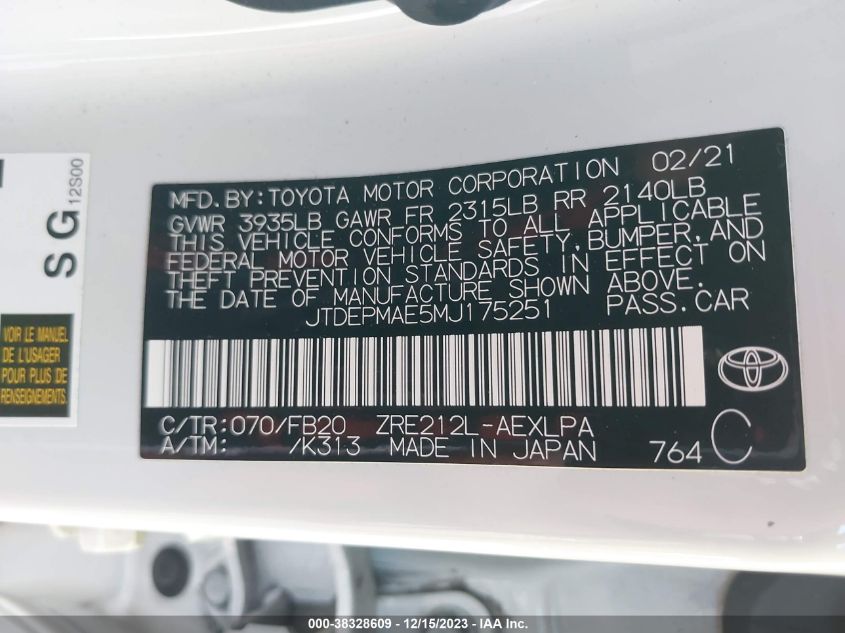 MFD. BY: TOYOTA MOTOR CORPORATION 02/21
GVWR 3935LB GAWR FR 2315LB RR 2140LB
THIS VEHICLE CONFORMS TO ALL APPLICABLE
FEDERAL MOTOR VEHICLE SAFETY, BUMPER, AND
THEFT PREVENTION STANDARDS IN EFFECT ON
THE DATE OF MANUFACTURE SHOWN ABOVE.
JTDEPMAE5MJ175251 PASS. CAR
C/TR: 070/FB20 ZRE212L-AEXLPA
A/TM: /K313 MADE IN JAPAN 764 C
SG 12S00
VOIR LE MANUEL
DE L'USAGER
POUR PLUS DE
RENSEIGNEMENTS.
000-38328609 - 12/15/2023 - IAA Inc.